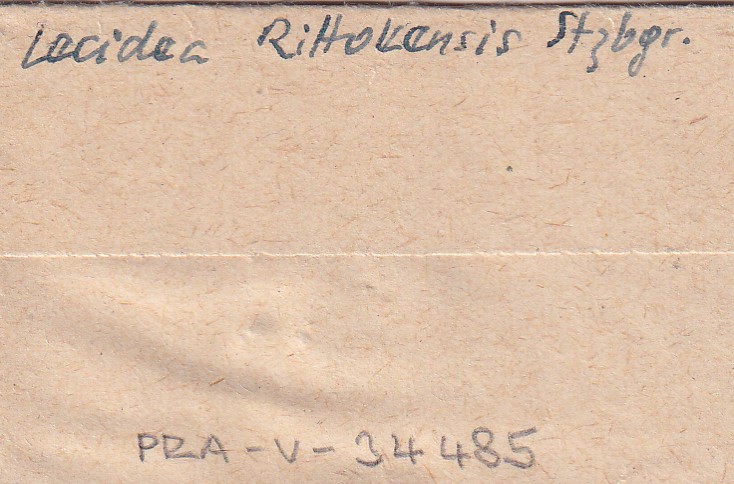 Lecidea Rittokensis Stzbgr.
PRA-V-34485